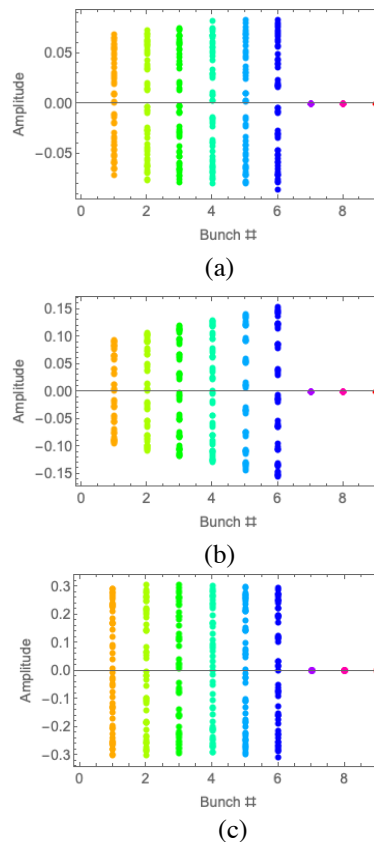 0.05
0.00
−0.05
Amplitude
0 2 4 6 8
Bunch #
(a)
0.15
0.10
0.05
0.00
−0.05
−0.10
−0.15
Amplitude
0 2 4 6 8
Bunch #
(b)
0.3
0.2
0.1
0.0
−0.1
−0.2
−0.3
Amplitude
0 2 4 6 8
Bunch #
(c)